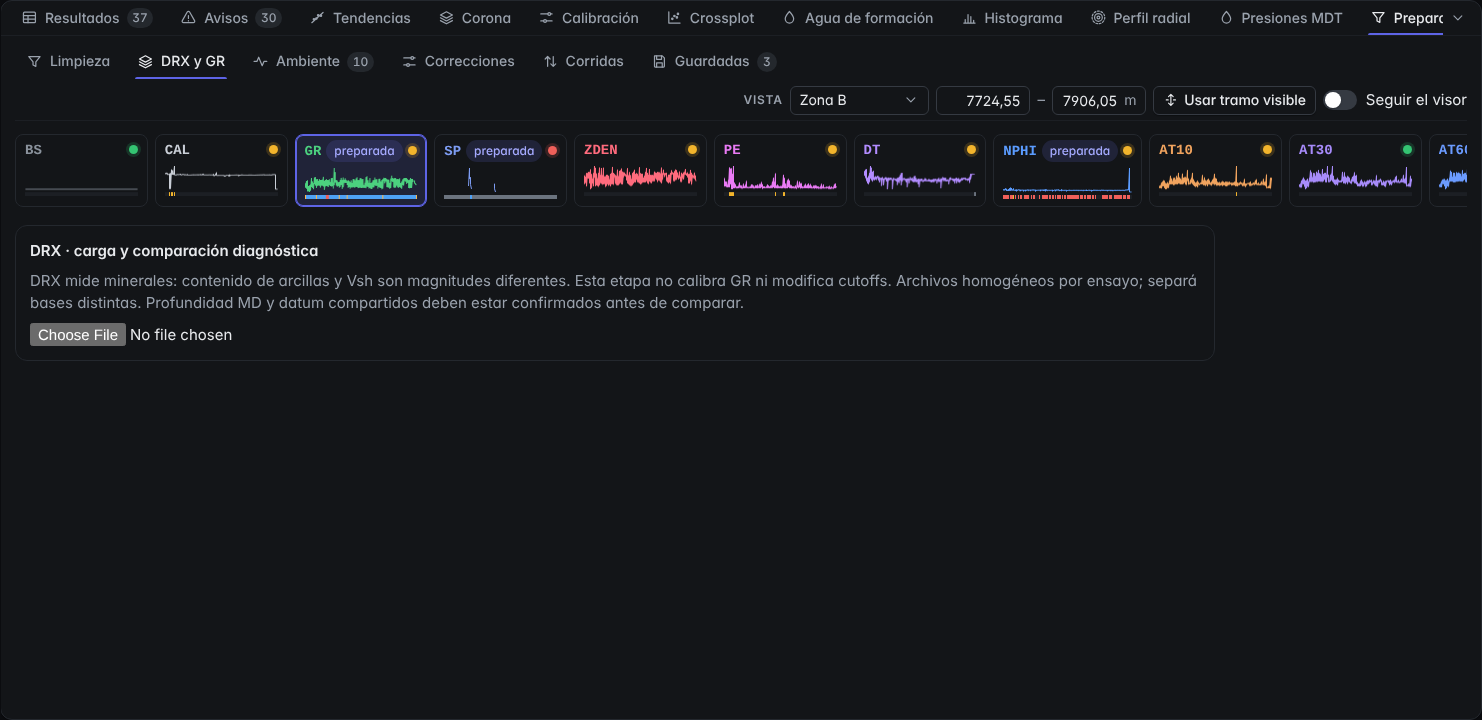 Resultados 37 Avisos 30 Tendencias Corona Calibración Crossplot Agua de formación Histograma Perfil radial Presiones MDT Prepar
Limpieza DRX y GR Ambiente 10 Correcciones Corridas Guardadas 3
VISTA Zona B 7724,55 – 7906,05 m Usar tramo visible Seguir el visor
BS CAL GR preparada SP preparada ZDEN PE DT NPHI preparada AT10 AT30 AT60
DRX · carga y comparación diagnóstica
DRX mide minerales: contenido de arcillas y Vsh son magnitudes diferentes. Esta etapa no calibra GR ni modifica cutoffs. Archivos homogéneos por ensayo; separá
bases distintas. Profundidad MD y datum compartidos deben estar confirmados antes de comparar.
Choose File No file chosen